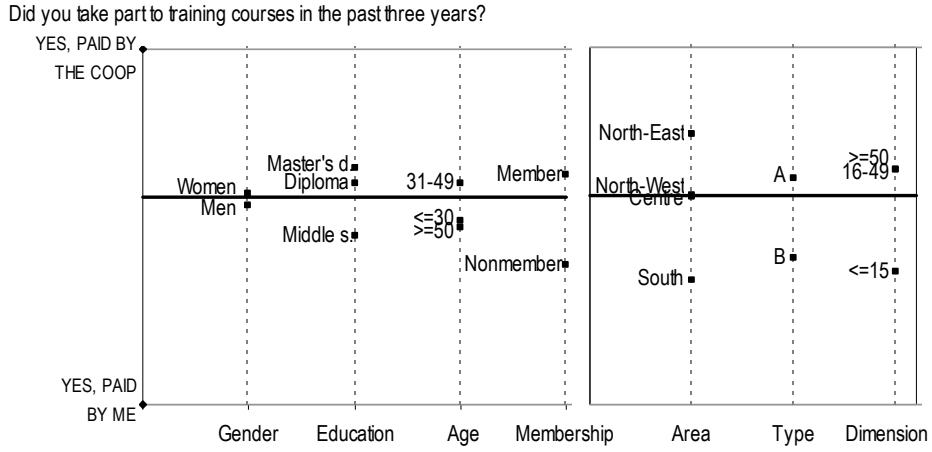 Did you take part to training courses in the past three years?
YES, PAID BY
THE COOP
North-East
Master's d.
>=50
Women
Diploma
31-49
Member
North-West
A
16-49
Men
Centre
Middle s.
<=30
>=50
Nonmember
South
B
<=15
YES, PAID
BY ME
Gender Education Age Membership Area Type Dimension